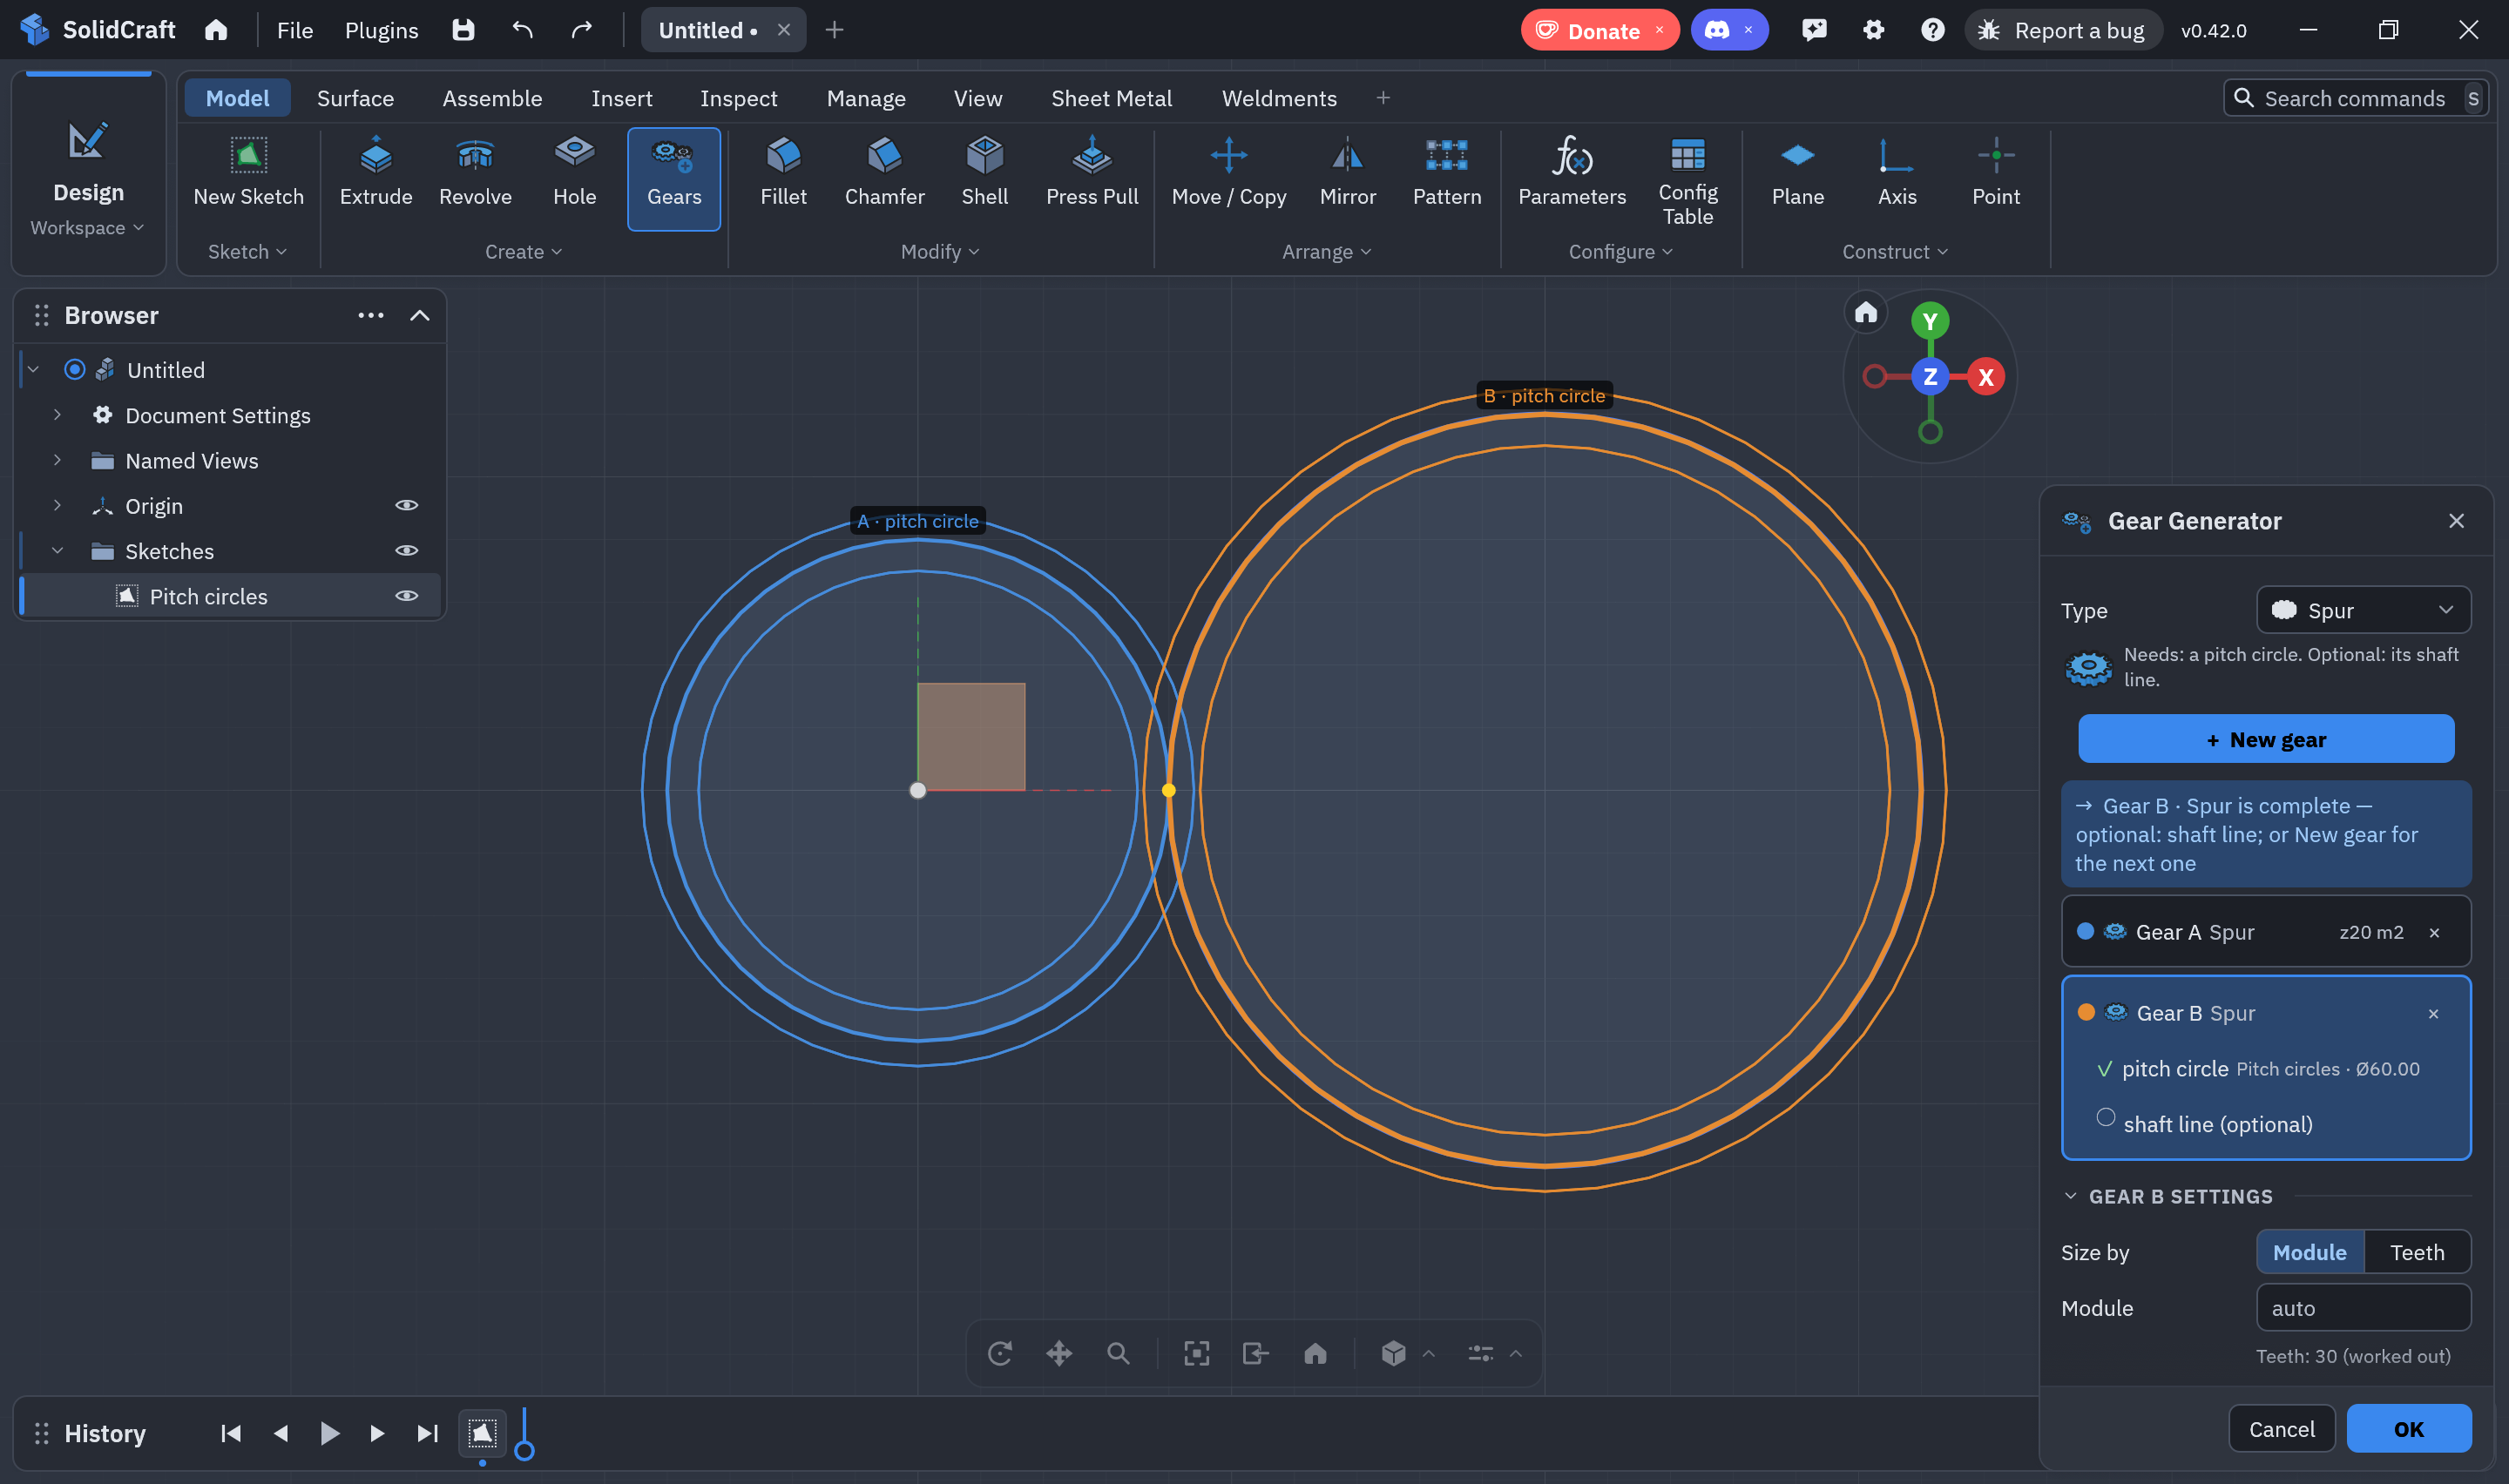 SolidCraft
File
Plugins
Untitled •
Donate
Report a bug
v0.42.0
Design
Workspace
Model
Surface
Assemble
Insert
Inspect
Manage
View
Sheet Metal
Weldments
Search commands
S
New Sketch
Extrude
Revolve
Hole
Gears
Fillet
Chamfer
Shell
Press Pull
Move / Copy
Mirror
Pattern
Parameters
Config
Table
Plane
Axis
Point
Sketch
Create
Modify
Arrange
Configure
Construct
Browser
Untitled
Document Settings
Named Views
Origin
Sketches
Pitch circles
A · pitch circle
B · pitch circle
Y
Z
X
Gear Generator
Type
Spur
Needs: a pitch circle. Optional: its shaft
line.
+ New gear
→ Gear B · Spur is complete —
optional: shaft line; or New gear for
the next one
Gear A Spur
z20 m2
Gear B Spur
pitch circle Pitch circles · Ø60.00
shaft line (optional)
GEAR B SETTINGS
Size by
Module
Teeth
Module
auto
Teeth: 30 (worked out)
Cancel
OK
History